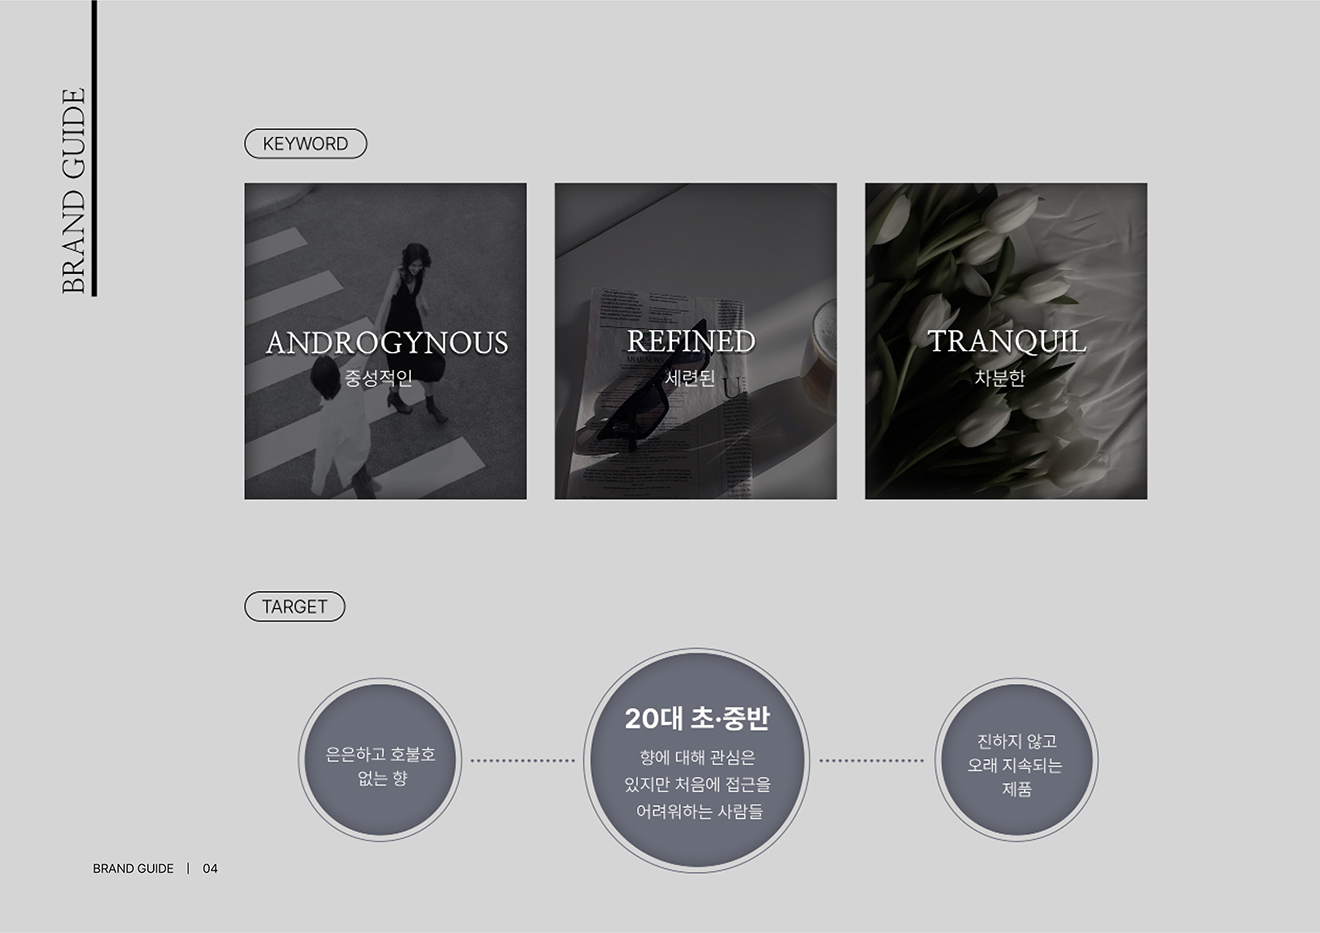 BRAND GUIDE
KEYWORD
ANDROGYNOUS
중성적인
REFINED
세련된
TRANQUIL
차분한
TARGET
은은하고 호불호
없는 향
20대 초·중반
향에 대해 관심은
있지만 처음에 접근을
어려워하는 사람들
진하지 않고
오래 지속되는
제품
BRAND GUIDE | 04